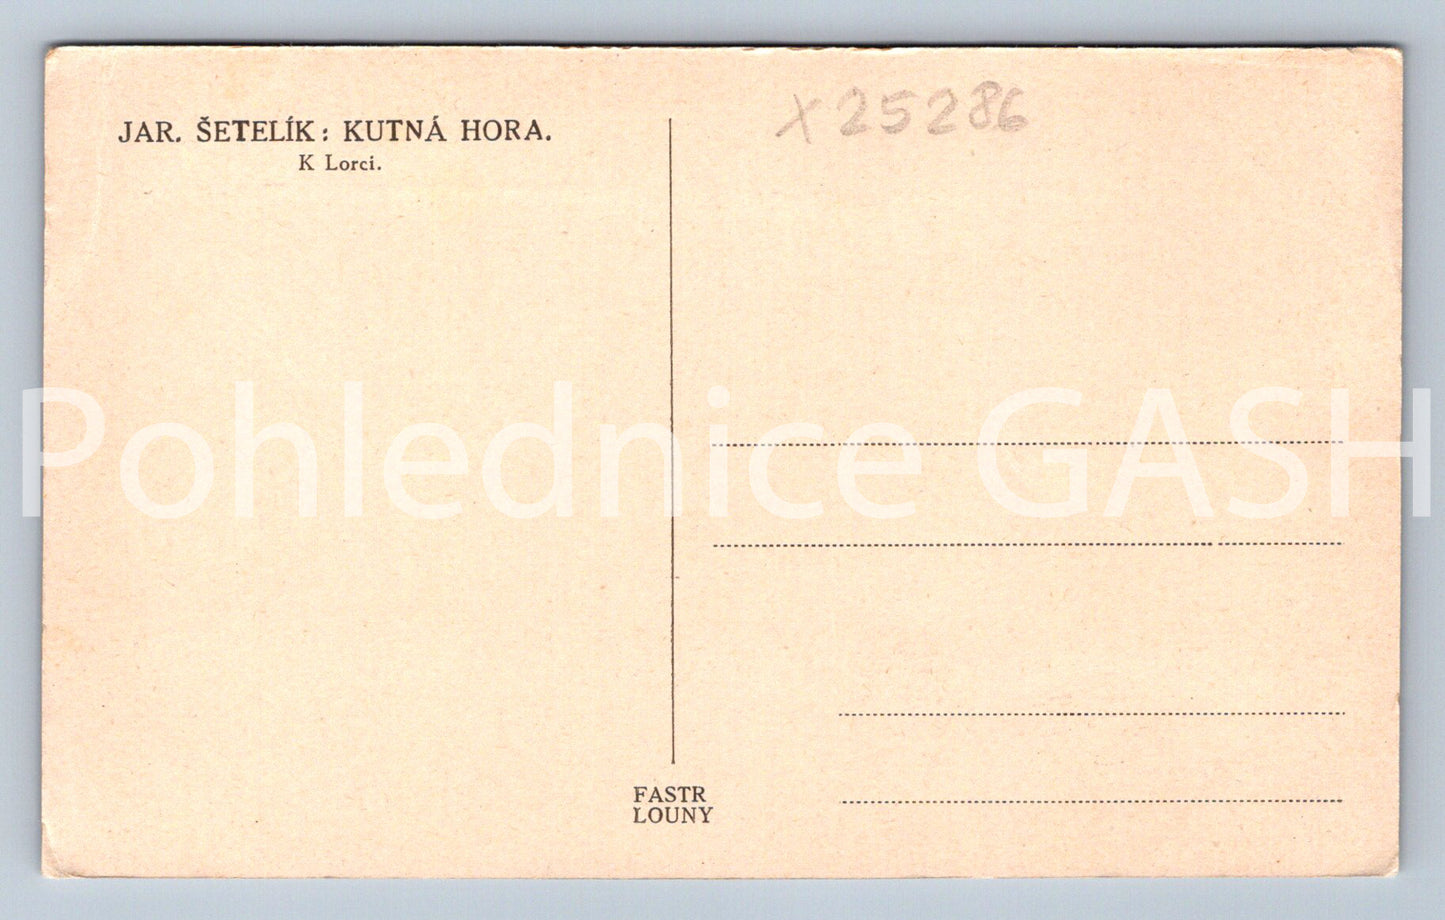 JAR. ŠETELÍK: KUTNÁ HORA.
K Lorci.
X25286
Pohlednice GASH
FASTR
LOUNY